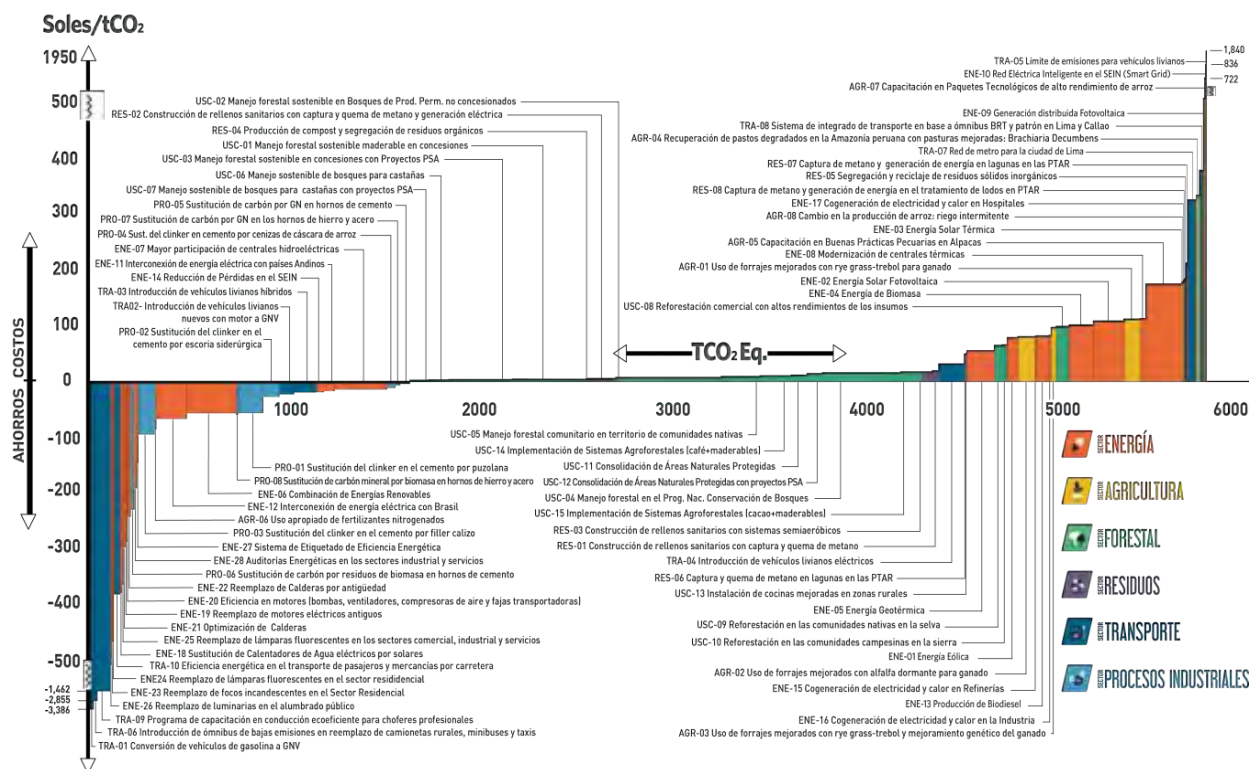 Soles/tCO₂
1950
500
400
300
200
100
0
-100
-200
-300
-400
-500
-1,462
-2,855
-3,386
AHORROS COSTOS
USC-02 Manejo forestal sostenible en Bosques de Prod. Perm. no concesionados
RES-02 Construcción de rellenos sanitarios con captura y quema de metano y generación eléctrica
RES-04 Producción de compost y segregación de residuos orgánicos
USC-01 Manejo forestal sostenible maderable en concesiones
USC-03 Manejo forestal sostenible en concesiones con Proyectos PSA
USC-06 Manejo sostenible de bosques para castañas
USC-07 Manejo sostenible de bosques para castañas con proyectos PSA
PRO-05 Sustitución de carbón por GN en hornos de cemento
PRO-07 Sustitución de carbón por GN en los hornos de hierro y acero
PRO-04 Sust. del clinker en cemento por cenizas de cáscara de arroz
ENE-07 Mayor participación de centrales hidroeléctricas
ENE-11 Interconexión de energía eléctrica con países Andinos
ENE-14 Reducción de Pérdidas en el SEIN
TRA-03 Introducción de vehículos livianos híbridos
TRA02- Introducción de vehículos livianos
nuevos con motor a GNV
PRO-02 Sustitución del clinker en el
cemento por escoria siderúrgica
1,840
836
722
TRA-05 Limite de emisiones para vehículos livianos
ENE-10 Red Eléctrica Inteligente en el SEIN (Smart Grid)
AGR-07 Capacitación en Paquetes Tecnológicos de alto rendimiento de arroz
ENE-09 Generación distribuida Fotovoltaica
TRA-08 Sistema de integrado de transporte en base a ómnibus BRT y patrón en Lima y Callao
AGR-04 Recuperación de pastos degradados en la Amazonía peruana con pasturas mejoradas: Brachiaria Decumbens
TRA-07 Red de metro para la ciudad de Lima
RES-07 Captura de metano y generación de energía en lagunas en las PTAR
RES-05 Segregación y reciclaje de residuos sólidos inorgánicos
RES-08 Captura de metano y generación de energía en el tratamiento de lodos en PTAR
ENE-17 Cogeneración de electricidad y calor en Hospitales
AGR-08 Cambio en la producción de arroz: riego intermitente
ENE-03 Energía Solar Térmica
AGR-05 Capacitación en Buenas Prácticas Pecuarias en Alpacas
ENE-08 Modernización de centrales térmicas
AGR-01 Uso de forrajes mejorados con rye grass-trebol para ganado
ENE-02 Energía Solar Fotovoltaica
ENE-04 Energía de Biomasa
USC-08 Reforestación comercial con altos rendimientos de los insumos
TCO₂ Eq.
1000
2000
3000
4000
5000
6000
PRO-01 Sustitución del clinker en el cemento por puzolana
PRO-08 Sustitución de carbón mineral por biomasa en hornos de hierro y acero
ENE-06 Combinación de Energías Renovables
ENE-12 Interconexión de energía eléctrica con Brasil
AGR-06 Uso apropiado de fertilizantes nitrogenados
PRO-03 Sustitución del clinker en el cemento por filler calizo
ENE-27 Sistema de Etiquetado de Eficiencia Energética
ENE-28 Auditorías Energéticas en los sectores industrial y servicios
PRO-06 Sustitución de carbón por residuos de biomasa en hornos de cemento
ENE-22 Reemplazo de Calderas por antigüedad
ENE-20 Eficiencia en motores (bombas, ventiladores, compresoras de aire y fajas transportadoras)
ENE-19 Reemplazo de motores eléctricos antiguos
ENE-21 Optimización de Calderas
ENE-25 Reemplazo de lámparas fluorescentes en los sectores comercial, industrial y servicios
ENE-18 Sustitución de Calentadores de Agua eléctricos por solares
TRA-10 Eficiencia energética en el transporte de pasajeros y mercancías por carretera
ENE24 Reemplazo de lámparas fluorescentes en el sector resididencial
ENE-23 Reemplazo de focos incandescentes en el Sector Residencial
ENE-26 Reemplazo de luminarias en el alumbrado público
TRA-09 Programa de capacitación en conducción ecoeficiente para choferes profesionales
TRA-06 Introducción de ómnibus de bajas emisiones en reemplazo de camionetas rurales, minibuses y taxis
TRA-01 Conversión de vehículos de gasolina a GNV
USC-05 Manejo forestal comunitario en territorio de comunidades nativas
USC-14 Implementación de Sistemas Agroforestales (café+maderables)
USC-11 Consolidación de Áreas Naturales Protegidas
USC-12 Consolidación de Áreas Naturales Protegidas con proyectos PSA
USC-04 Manejo forestal en el Prog. Nac. Conservación de Bosques
USC-15 Implementación de Sistemas Agroforestales (cacao+maderables)
RES-03 Construcción de rellenos sanitarios con sistemas semiaeróbicos
RES-01 Construcción de rellenos sanitarios con captura y quema de metano
TRA-04 Introducción de vehículos livianos eléctricos
RES-06 Captura y quema de metano en lagunas en las PTAR
USC-13 Instalación de cocinas mejoradas en zonas rurales
ENE-05 Energía Geotérmica
USC-09 Reforestación en las comunidades nativas en la selva
USC-10 Reforestación en las comunidades campesinas en la sierra
ENE-01 Energía Eólica
AGR-02 Uso de forrajes mejorados con alfalfa dormante para ganado
ENE-15 Cogeneración de electricidad y calor en Refinerías
ENE-13 Producción de Biodiesel
ENE-16 Cogeneración de electricidad y calor en la Industria
AGR-03 Uso de forrajes mejorados con rye grass-trebol y mejoramiento genético del ganado
SECTOR ENERGÍA
SECTOR AGRICULTURA
SECTOR FORESTAL
SECTOR RESIDUOS
SECTOR TRANSPORTE
SECTOR PROCESOS INDUSTRIALES